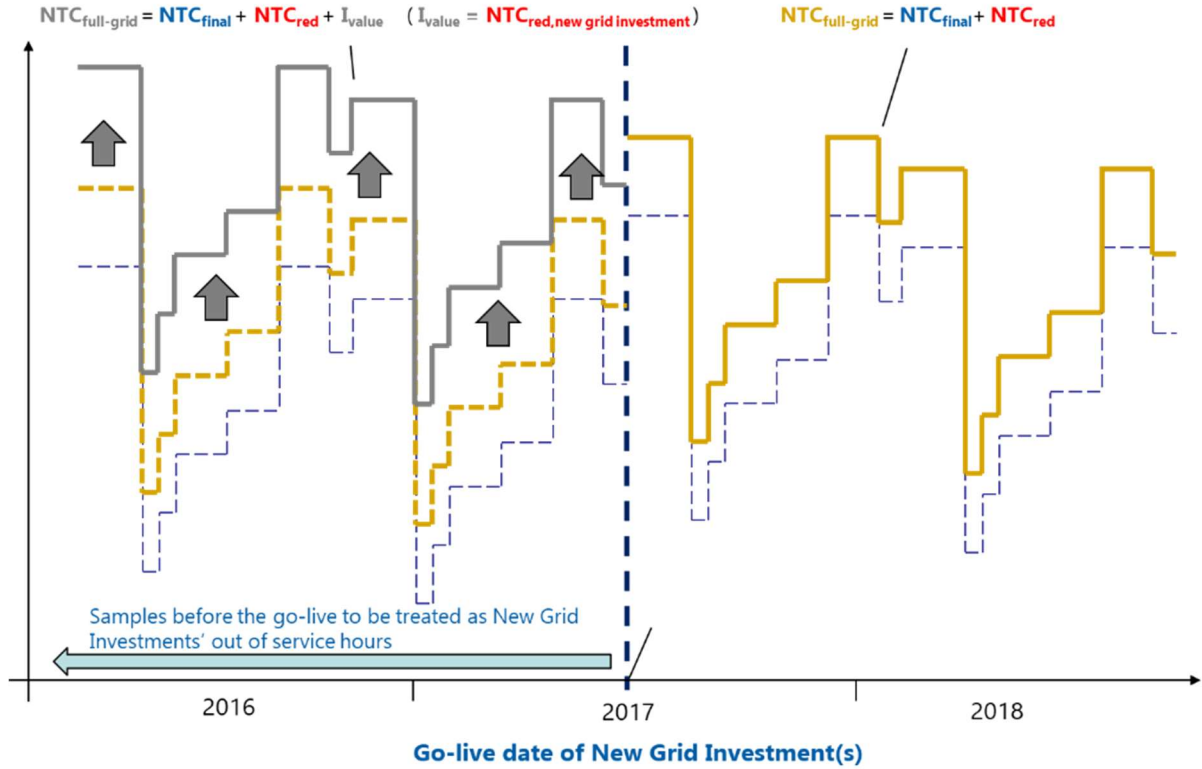 NTCfull-grid = NTCfinal + NTCred + Ivalue ( Ivalue = NTCred,new grid investment ) NTCfull-grid = NTCfinal + NTCred
Samples before the go-live to be treated as New Grid
Investments' out of service hours
2016 2017 2018
Go-live date of New Grid Investment(s)